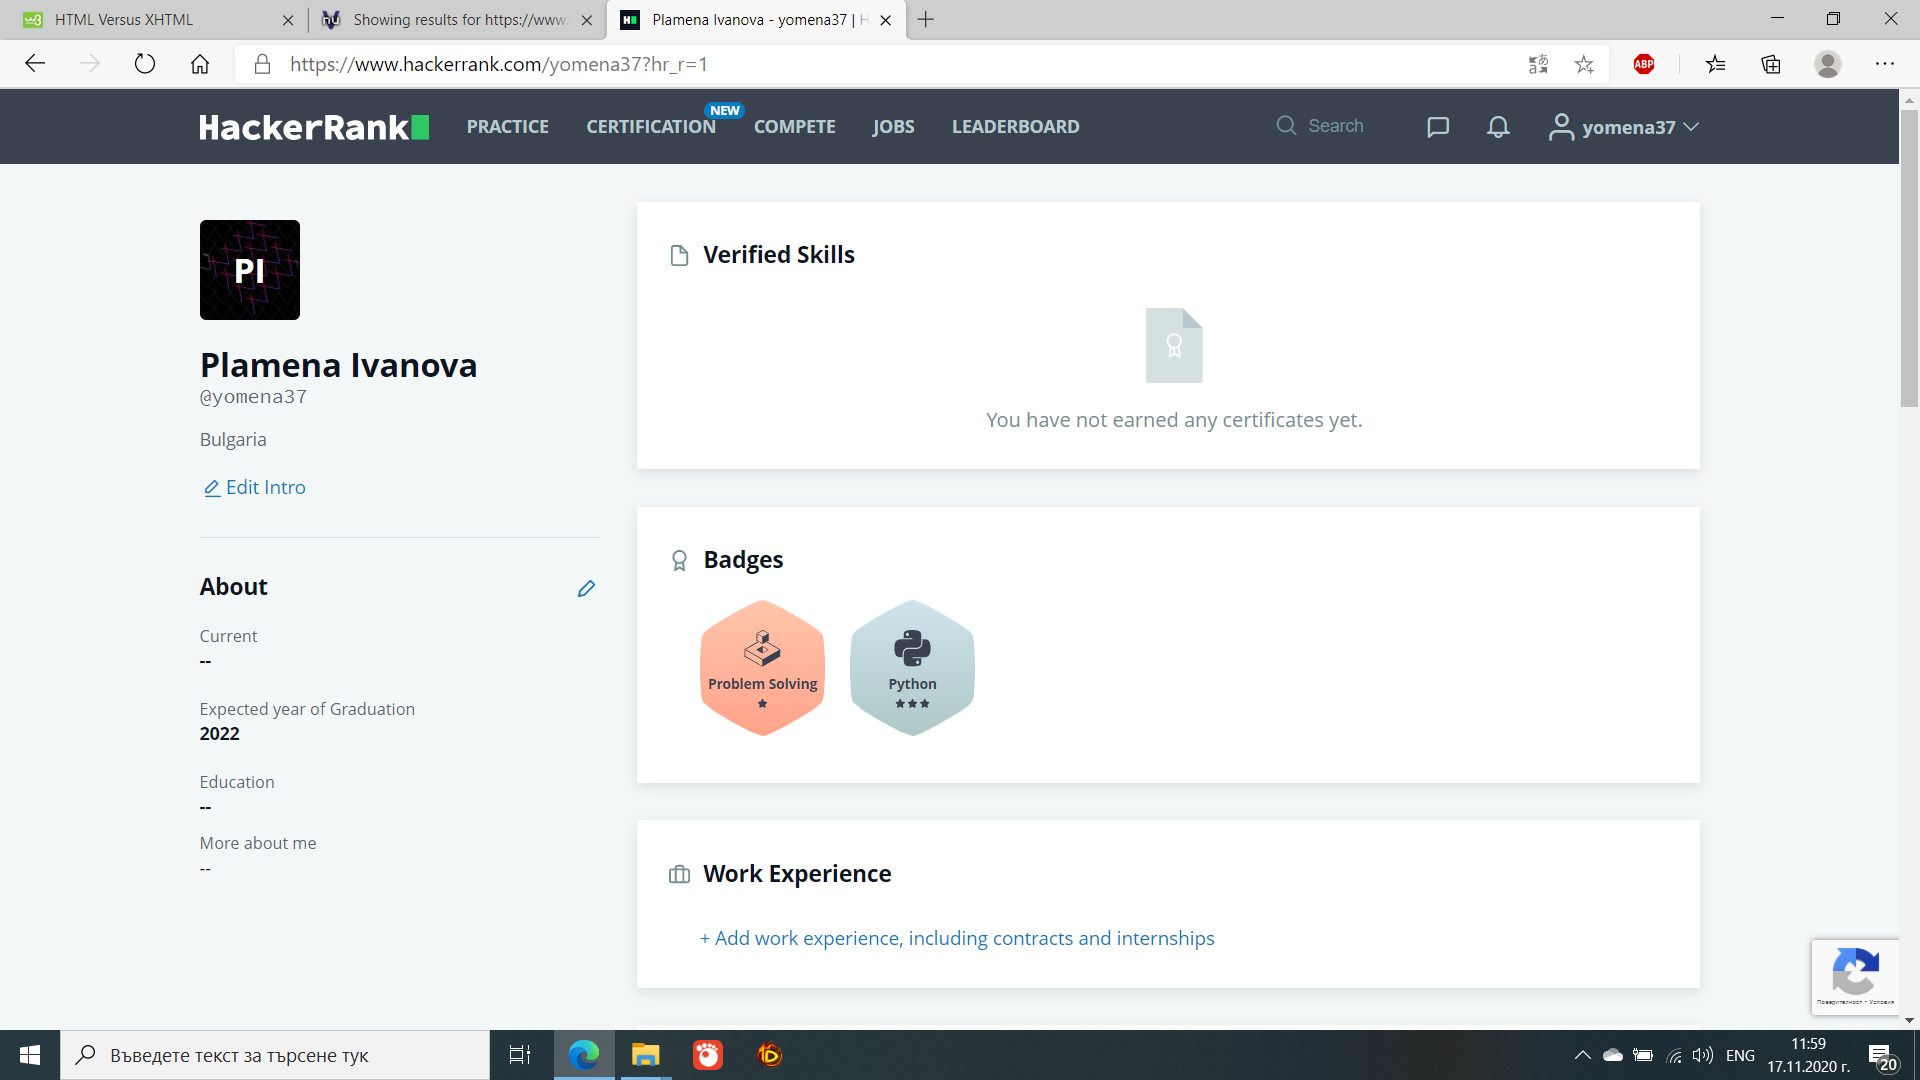 HTML Versus XHTML
Showing results for https://www.
Plamena Ivanova - yomena37 | H
https://www.hackerrank.com/yomena37?hr_r=1
ABP
HackerRank
PRACTICE
CERTIFICATION
NEW
COMPETE
JOBS
LEADERBOARD
Search
yomena37
PI
Plamena Ivanova
@yomena37
Bulgaria
Edit Intro
About
Current
--
Expected year of Graduation
2022
Education
--
More about me
--
Verified Skills
You have not earned any certificates yet.
Badges
Problem Solving
Python
Work Experience
+ Add work experience, including contracts and internships
Поверителност - Условия
Въведете текст за търсене тук
ENG
11:59
17.11.2020 г.
20